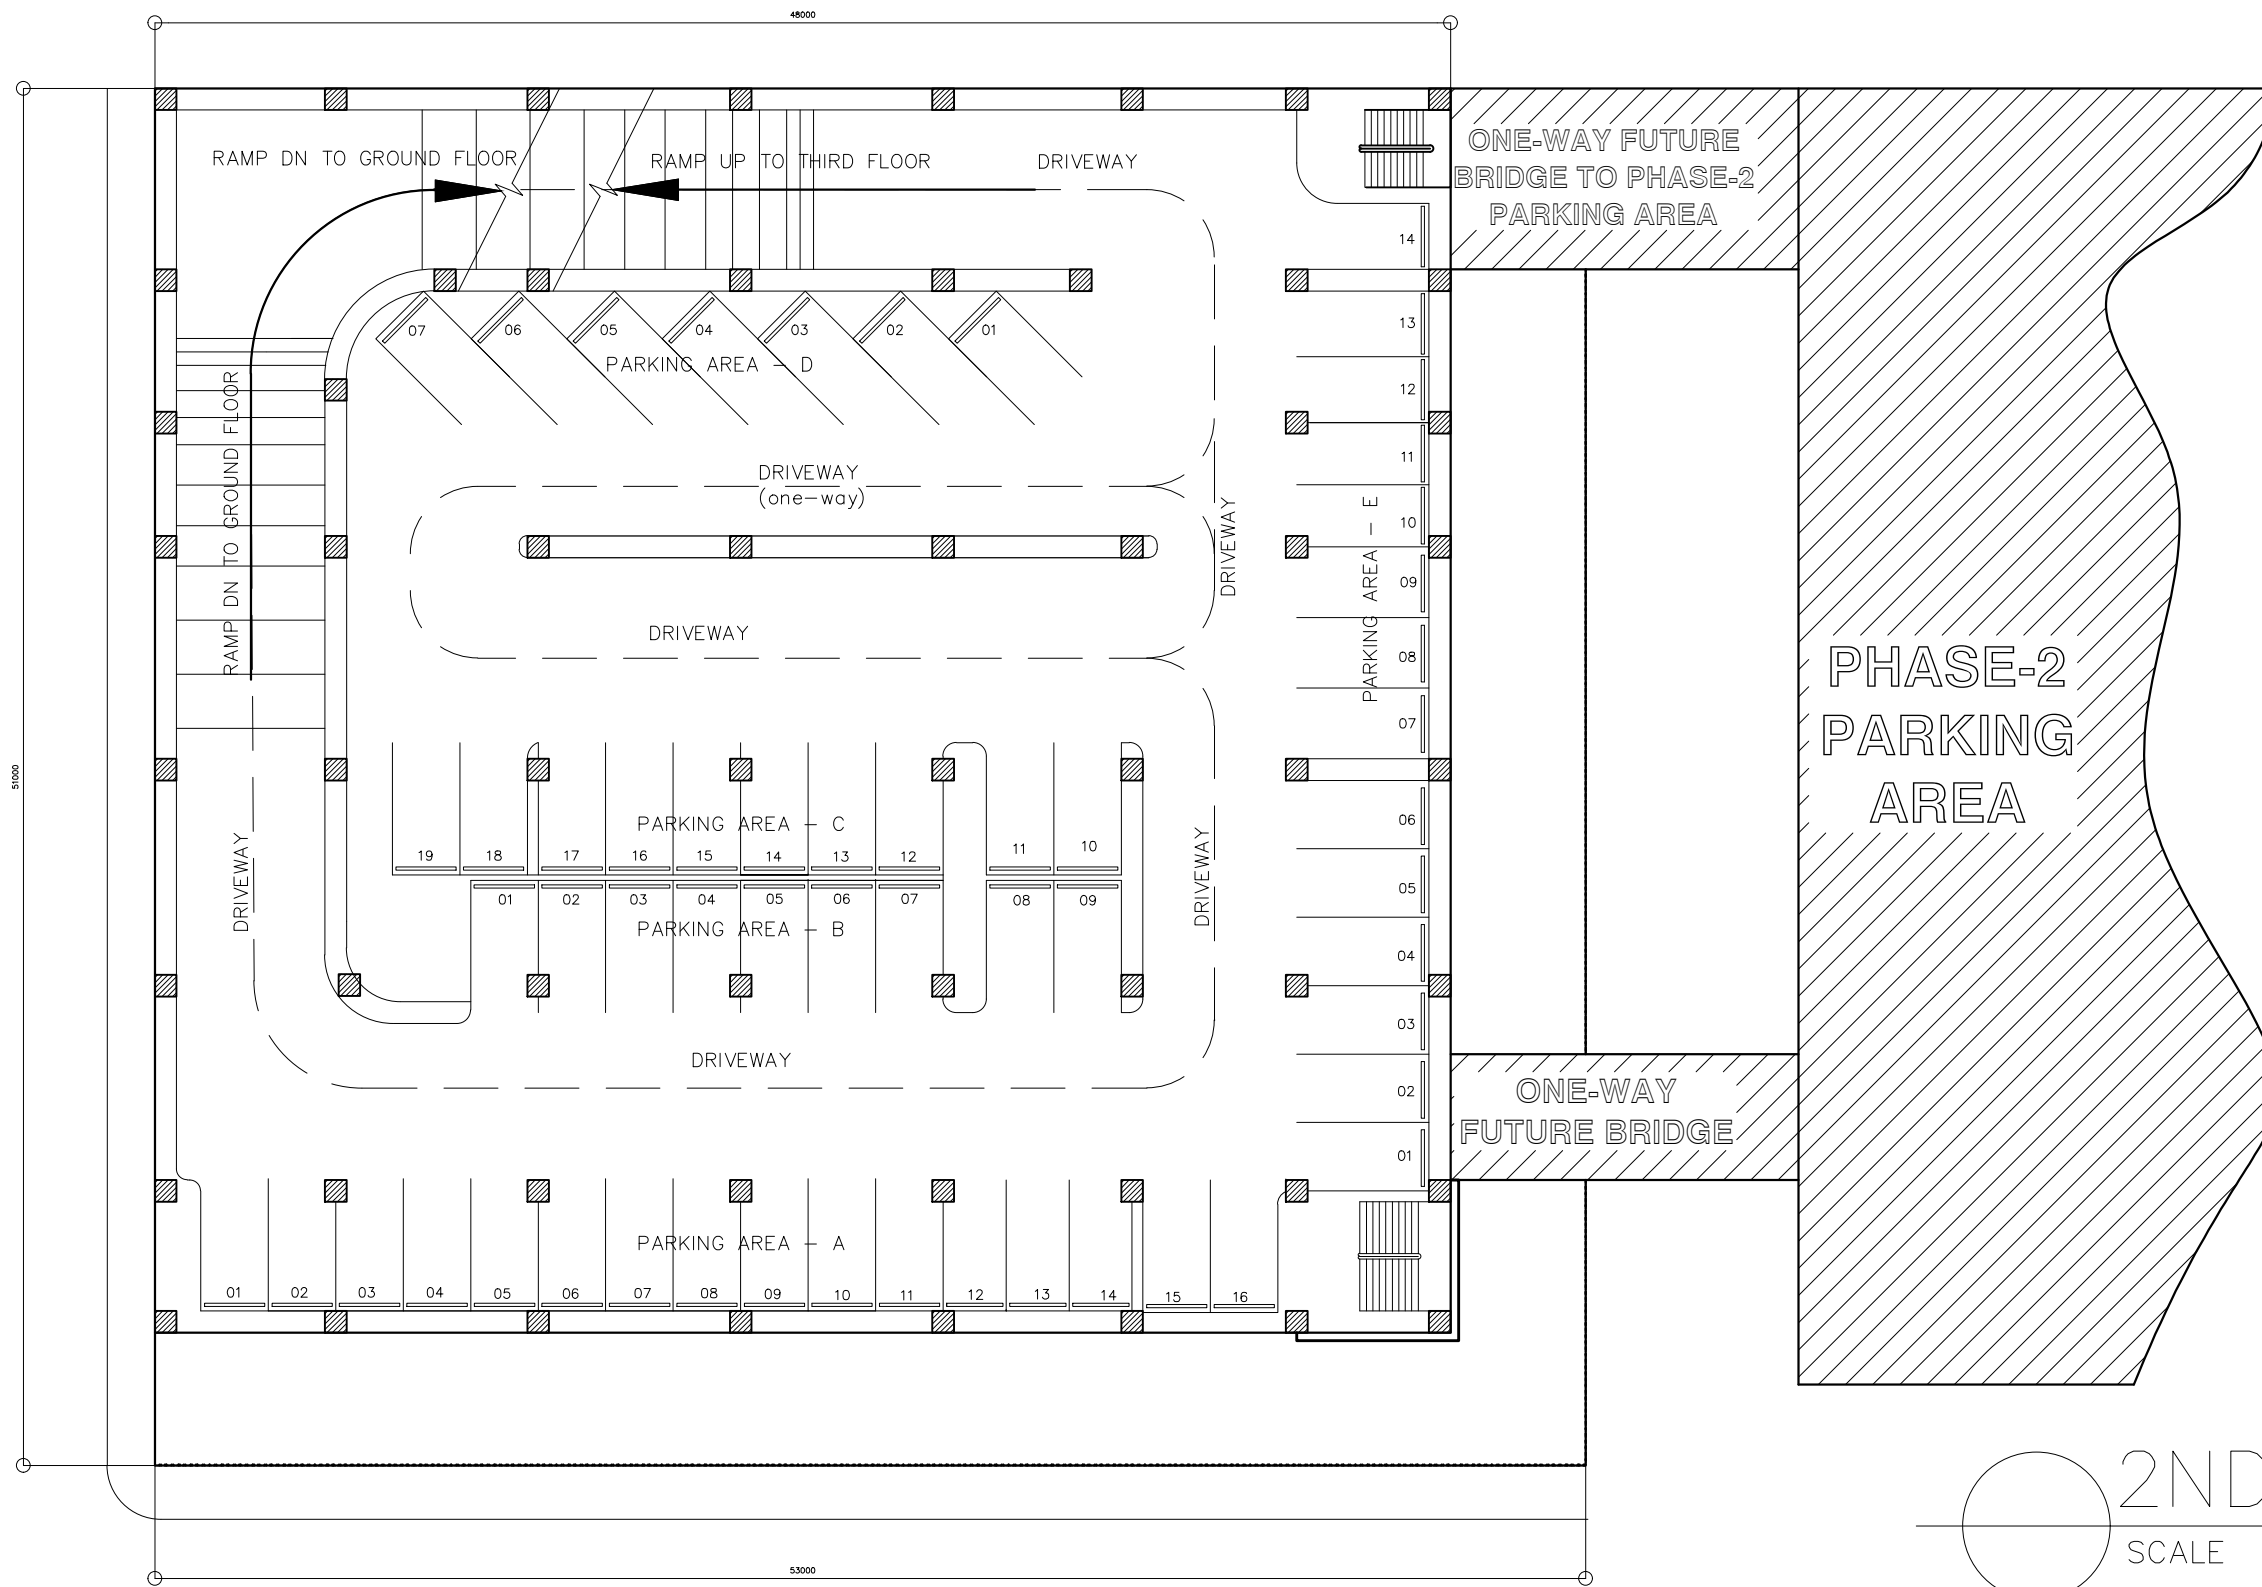 48000
RAMP DN TO GROUND FLOOR
RAMP UP TO THIRD FLOOR
DRIVEWAY
ONE-WAY FUTURE
BRIDGE TO PHASE-2
PARKING AREA
14
07
06
05
04
03
02
01
13
PARKING AREA - D
12
RAMP DN TO GROUND FLOOR
DRIVEWAY
(one-way)
11
10
DRIVEWAY
PARKING AREA - E
09
DRIVEWAY
08
07
PHASE-2
PARKING
AREA
51000
PARKING AREA - C
06
19
18
17
16
15
14
13
12
11
10
DRIVEWAY
DRIVEWAY
01
02
03
04
05
06
07
08
09
05
PARKING AREA - B
04
03
DRIVEWAY
02
ONE-WAY
FUTURE BRIDGE
01
PARKING AREA - A
01
02
03
04
05
06
07
08
09
10
11
12
13
14
15
16
2ND
SCALE
53000